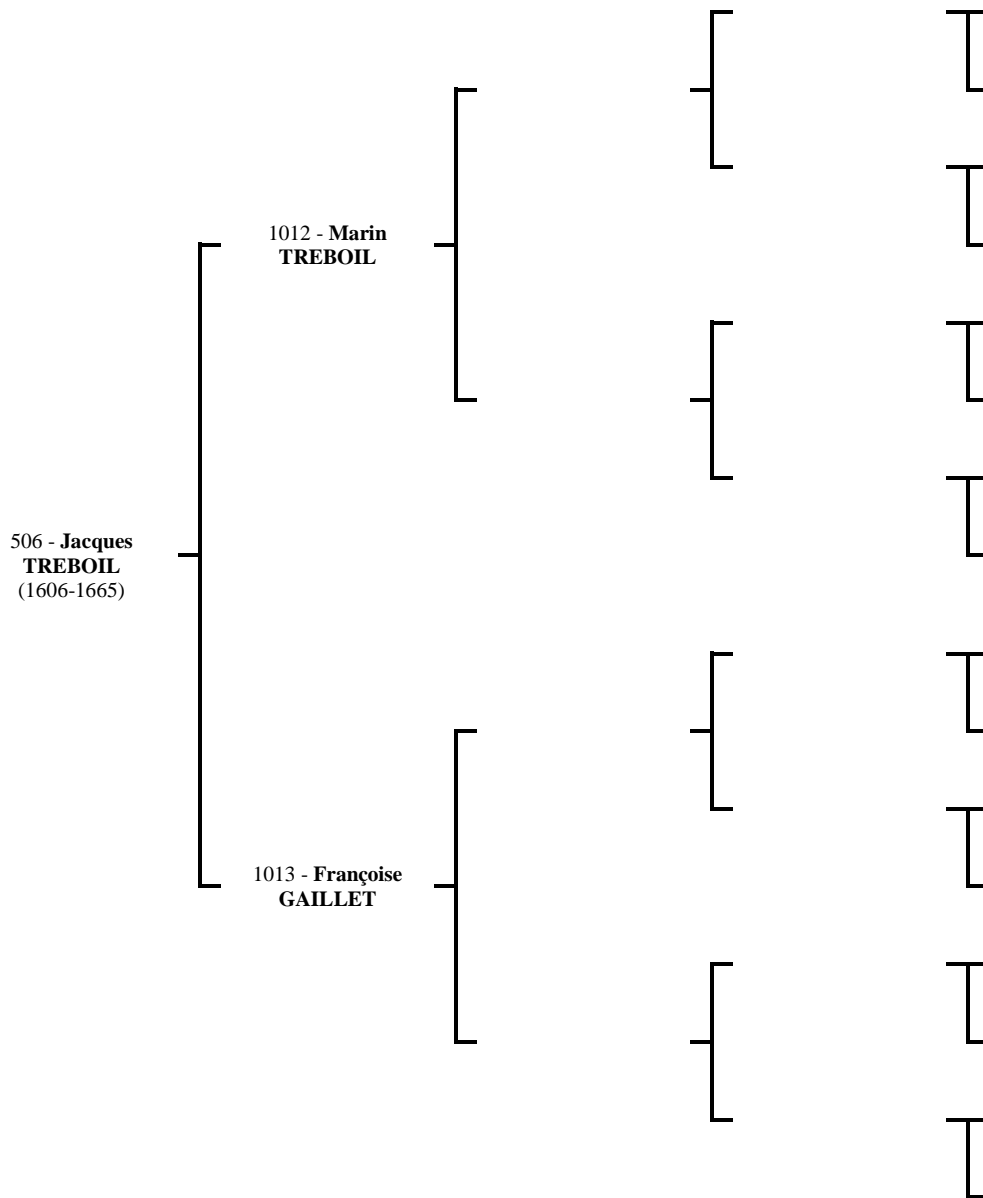 1012 - Marin
TREBOIL
506 - Jacques
TREBOIL
(1606-1665)
1013 - Françoise
GAILLET